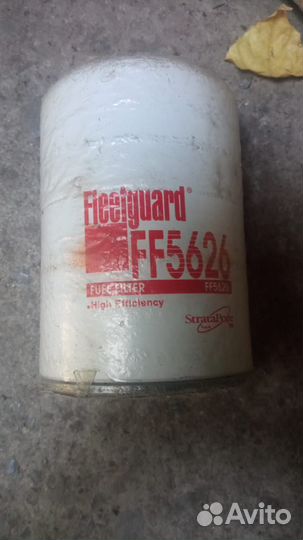 Fleetguard®
FF5626
FUEL FILTER FF5626
High Efficiency
StrataPore
Avito